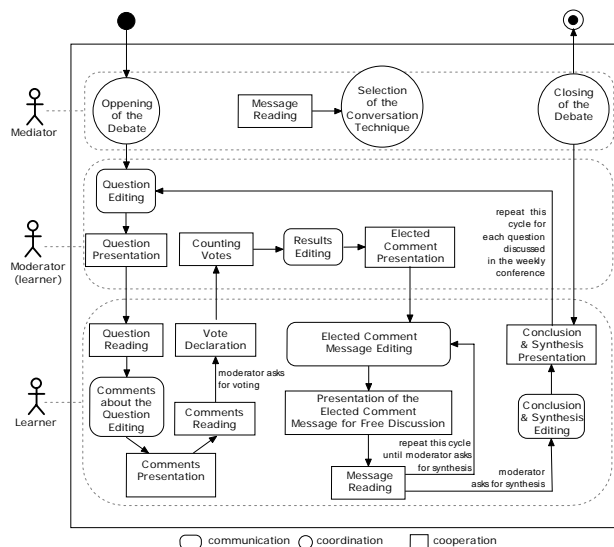 Oppening
of the
Debate
Message
Reading
Selection
of the
Conversation
Technique
Closing
of the
Debate
Mediator
Question
Editing
Question
Presentation
Counting
Votes
Results
Editing
Elected
Comment
Presentation
repeat this
cycle for
each question
discussed
in the weekly
conference
Moderator
(learner)
Question
Reading
Vote
Declaration
moderator asks
for voting
Comments
about the
Question
Editing
Comments
Reading
Comments
Presentation
Elected Comment
Message Editing
Presentation of the
Elected Comment
Message for Free Discussion
repeat this cycle
until moderator asks
for synthesis
Message
Reading
moderator
asks for synthesis
Conclusion
& Synthesis
Presentation
Conclusion
& Synthesis
Editing
Learner
communication
coordination
cooperation